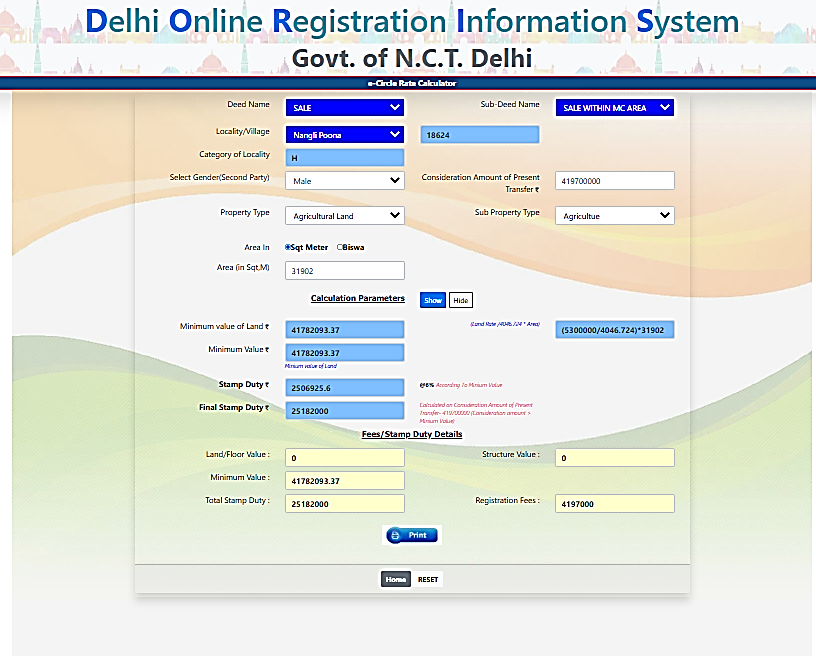 Delhi Online Registration Information System
Govt. of N.C.T. Delhi
e-Circle Rate Calculator
Deed Name SALE Sub-Deed Name SALE WITHIN MC AREA
Locality/Village Nangli Poona 18624
Category of Locality H
Select Gender(Second Party) Male Consideration Amount of Present Transfer ₹ 419700000
Property Type Agricultural Land Sub Property Type Agricultue
Area In Sqt Meter Biswa
Area (in Sqt,M) 31902
Calculation Parameters Show Hide
Minimum value of Land ₹ 41782093.37 (Land Rate /4046.724 * Area) (5300000/4046.724)*31902
Minimum Value ₹ 41782093.37
Minium value of Land
Stamp Duty ₹ 2506925.6 @6% According To Minium Value
Final Stamp Duty ₹ 25182000 Calculated on Consideration Amount of Present
Transfer- 419700000 (Consideration amount >
Minium Value)
Fees/Stamp Duty Details
Land/Floor Value : 0 Structure Value : 0
Minimum Value : 41782093.37
Total Stamp Duty : 25182000 Registration Fees : 4197000
Print
Home RESET